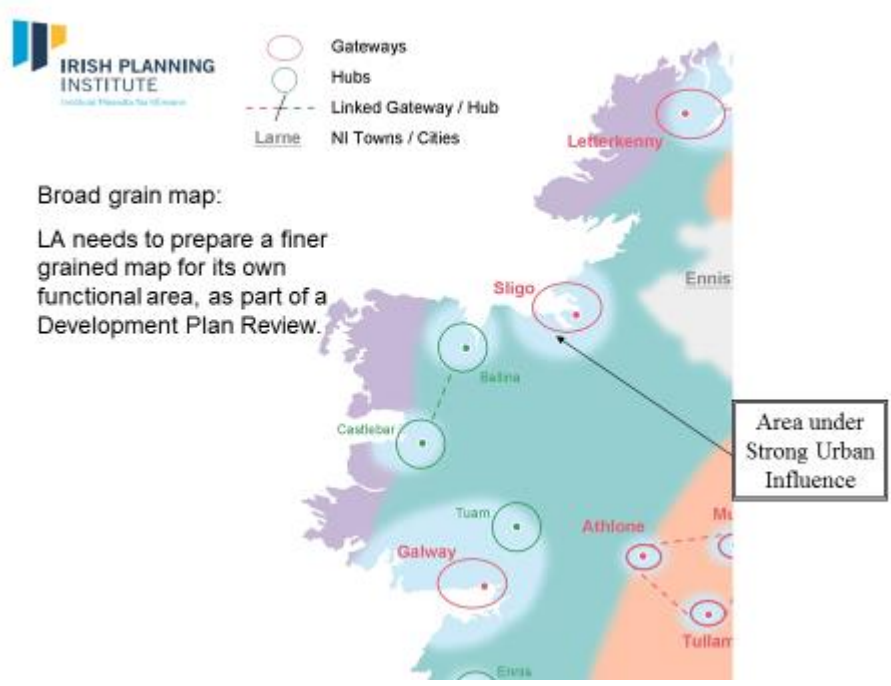 IRISH PLANNING
INSTITUTE
Gateways
Hubs
Linked Gateway / Hub
Larne
NI Towns / Cities
Broad grain map:
LA needs to prepare a finer
grained map for its own
functional area, as part of a
Development Plan Review.
Letterkenny
Sligo
Ennis
Ballina
Castlebar
Area under
Strong Urban
Influence
Tuam
Athlone
Mu
Galway
Tullam
Ennis